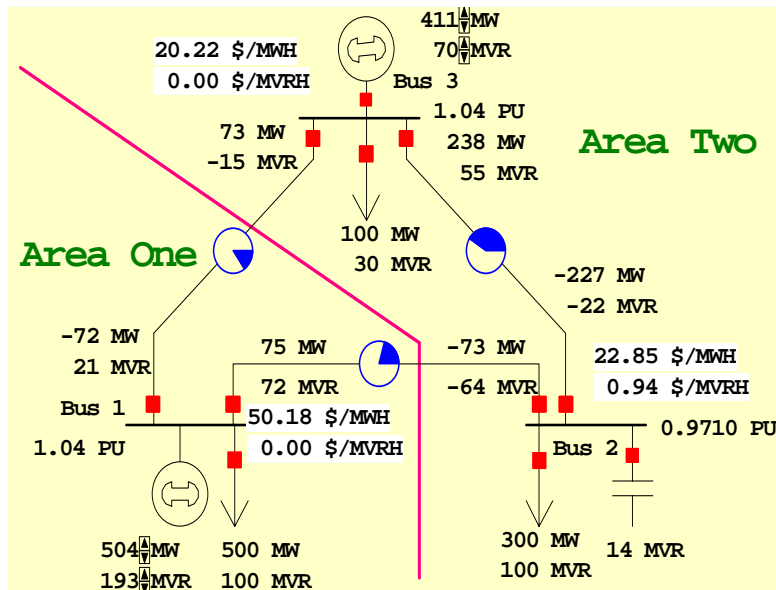 411 MW
20.22 $/MWH
70 MVR
0.00 $/MVRH
Bus 3
1.04 PU
73 MW
238 MW
Area Two
-15 MVR
55 MVR
100 MW
Area One
30 MVR
-227 MW
-22 MVR
-72 MW
75 MW
-73 MW
22.85 $/MWH
21 MVR
72 MVR
-64 MVR
0.94 $/MVRH
Bus 1
50.18 $/MWH
0.9710 PU
1.04 PU
0.00 $/MVRH
Bus 2
504 MW
500 MW
300 MW
14 MVR
193 MVR
100 MVR
100 MVR